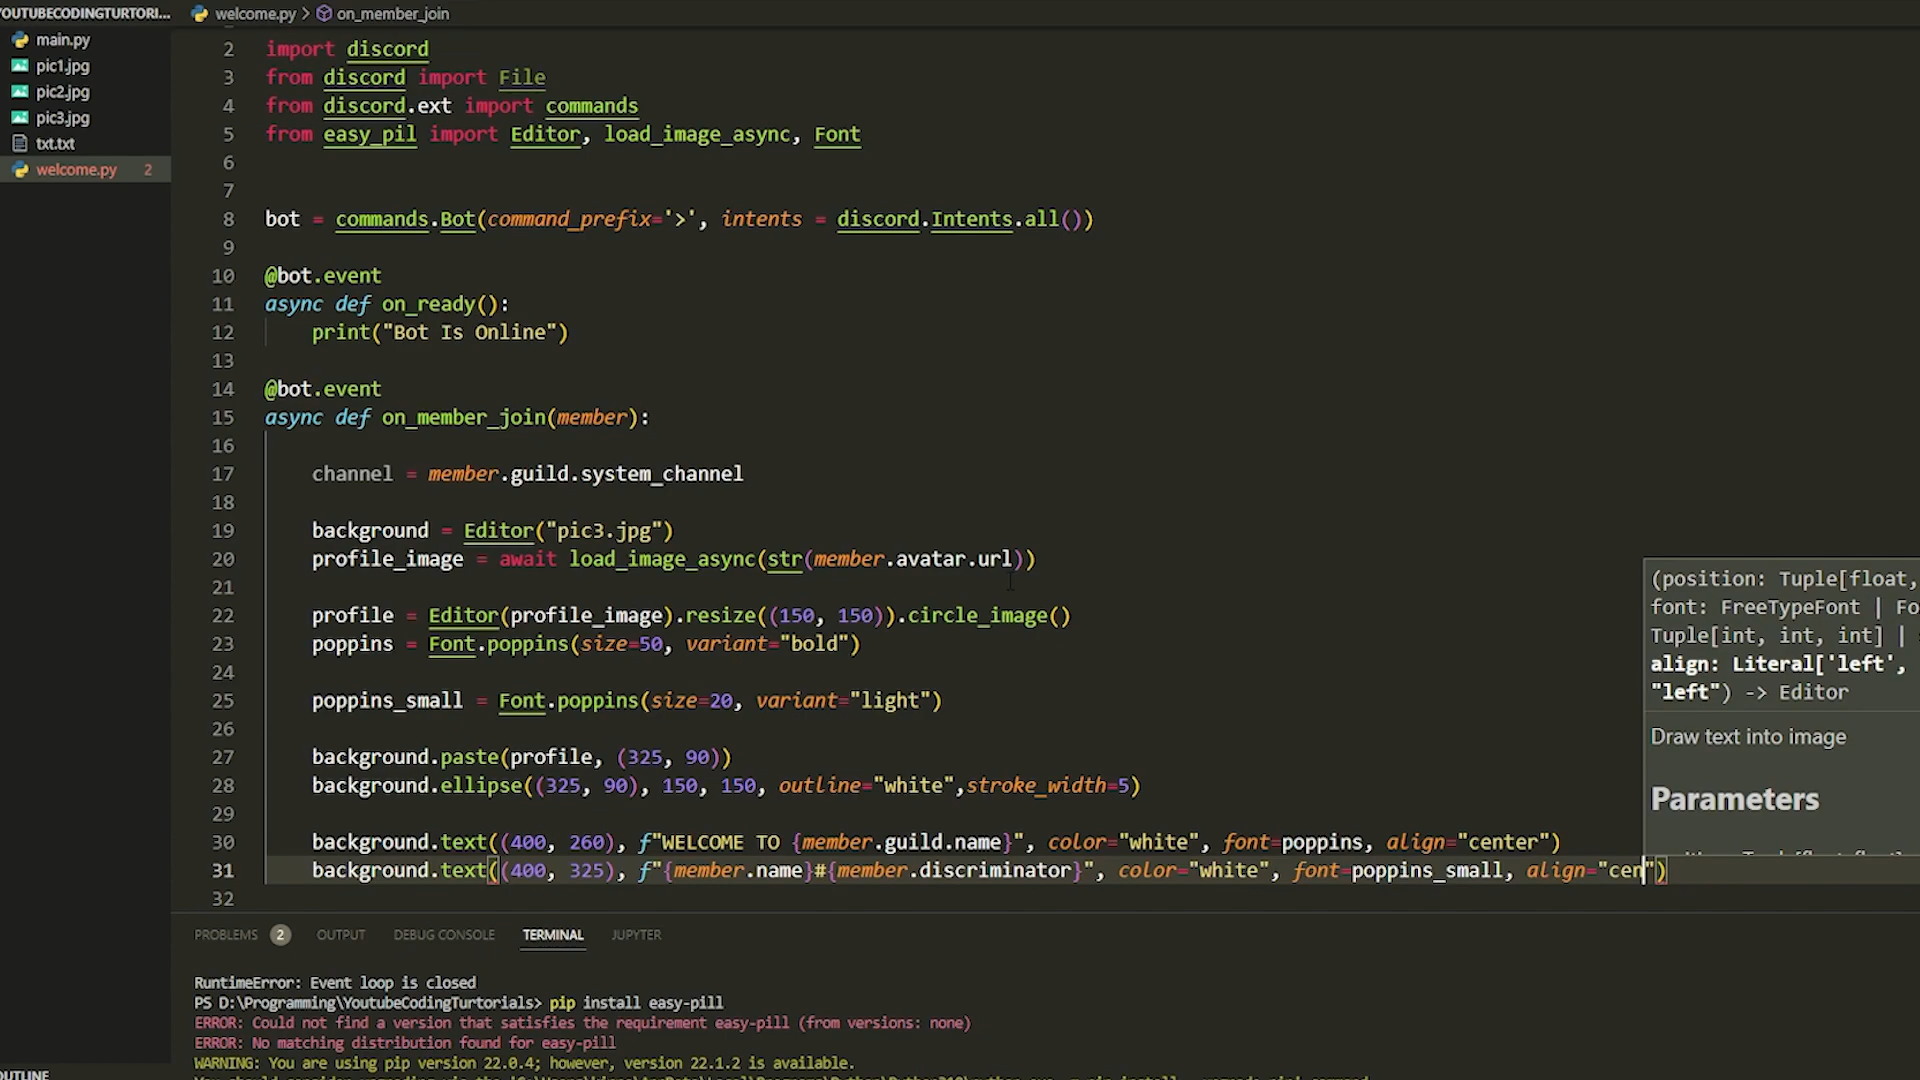 OUTUBECODINGTURTORI...
welcome.py > on_member_join
main.py
pic1.jpg
pic2.jpg
pic3.jpg
txt.txt
welcome.py 2
2 import discord
3 from discord import File
4 from discord.ext import commands
5 from easy_pil import Editor, load_image_async, Font
6
7
8 bot = commands.Bot(command_prefix='>', intents = discord.Intents.all())
9
10 @bot.event
11 async def on_ready():
12 print("Bot Is Online")
13
14 @bot.event
15 async def on_member_join(member):
16
17 channel = member.guild.system_channel
18
19 background = Editor("pic3.jpg")
20 profile_image = await load_image_async(str(member.avatar.url))
21
22 profile = Editor(profile_image).resize((150, 150)).circle_image()
23 poppins = Font.poppins(size=50, variant="bold")
24
25 poppins_small = Font.poppins(size=20, variant="light")
26
27 background.paste(profile, (325, 90))
28 background.ellipse((325, 90), 150, 150, outline="white",stroke_width=5)
29
30 background.text((400, 260), f"WELCOME TO {member.guild.name}", color="white", font=poppins, align="center")
31 background.text((400, 325), f"{member.name}#{member.discriminator}", color="white", font=poppins_small, align="cen")
32
(position: Tuple[float,
font: FreeTypeFont | Fo
Tuple[int, int, int] |
align: Literal['left',
"left") -> Editor
Draw text into image
Parameters
PROBLEMS 2 OUTPUT DEBUG CONSOLE TERMINAL JUPYTER
RuntimeError: Event loop is closed
PS D:\Programming\YoutubeCodingTurtorials> pip install easy-pill
ERROR: Could not find a version that satisfies the requirement easy-pill (from versions: none)
ERROR: No matching distribution found for easy-pill
WARNING: You are using pip version 22.0.4; however, version 22.1.2 is available.
OUTLINE